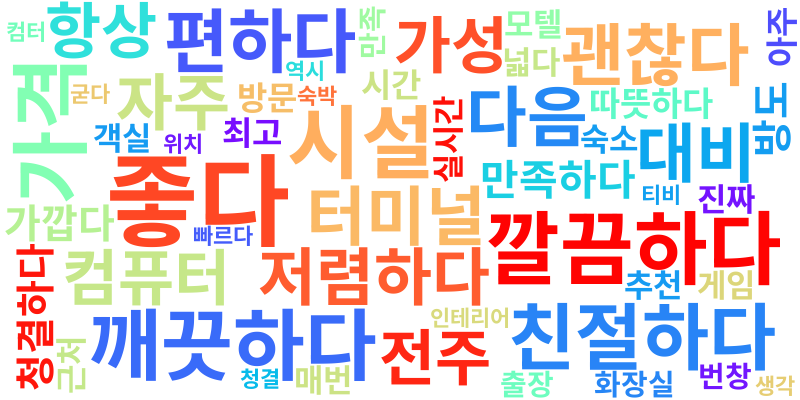 컴터
항상
편하다
만족
가성
모텔
넓다
괜찮다
아주
가격
굳다
자주
역시
방문
숙박
시간
객실
위치
최고
시설
실시간
다음
따뜻하다
숙소
대비
방도
좋다
만족하다
티비
진짜
가깝다
빠르다
터미널
깔끔하다
청결하다
근처
컴퓨터
저렴하다
추천
게임
깨끗하다
청결
매번
전주
인테리어
친절하다
출장
화장실
번창
생각